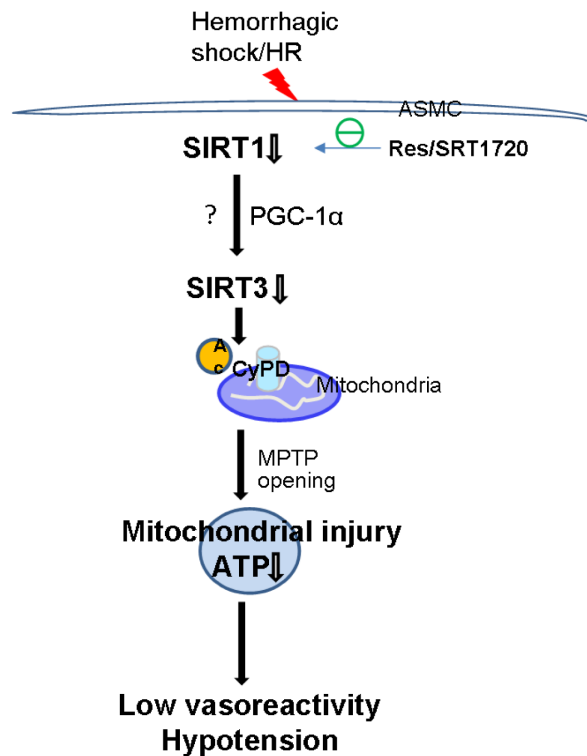 Hemorrhagic
shock/HR
ASMC
SIRT1⇩
Res/SRT1720
? PGC-1α
SIRT3⇩
Ac
CyPD
Mitochondria
MPTP
opening
Mitochondrial injury
ATP⇩
Low vasoreactivity
Hypotension